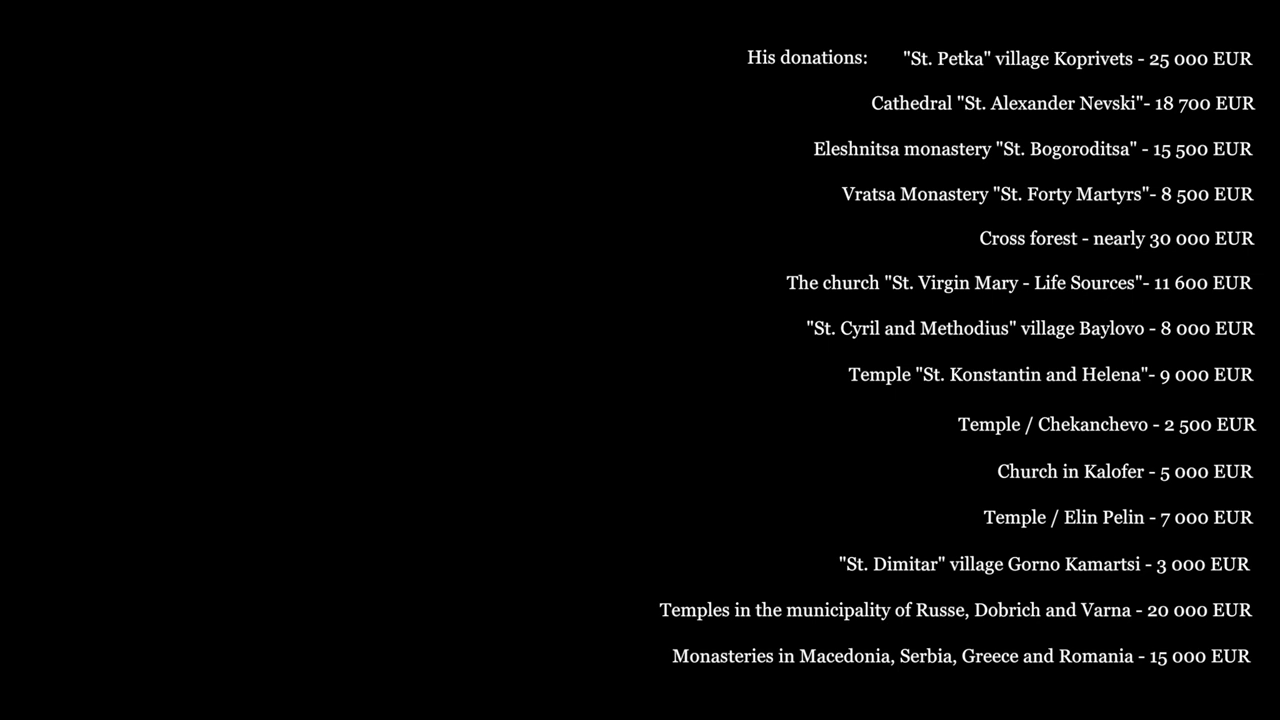 His donations: "St. Petka" village Koprivets - 25 000 EUR
Cathedral "St. Alexander Nevski"- 18 700 EUR
Eleshnitsa monastery "St. Bogoroditsa" - 15 500 EUR
Vratsa Monastery "St. Forty Martyrs"- 8 500 EUR
Cross forest - nearly 30 000 EUR
The church "St. Virgin Mary - Life Sources"- 11 600 EUR
"St. Cyril and Methodius" village Baylovo - 8 000 EUR
Temple "St. Konstantin and Helena"- 9 000 EUR
Temple / Chekanchevo - 2 500 EUR
Church in Kalofer - 5 000 EUR
Temple / Elin Pelin - 7 000 EUR
"St. Dimitar" village Gorno Kamartsi - 3 000 EUR
Temples in the municipality of Russe, Dobrich and Varna - 20 000 EUR
Monasteries in Macedonia, Serbia, Greece and Romania - 15 000 EUR